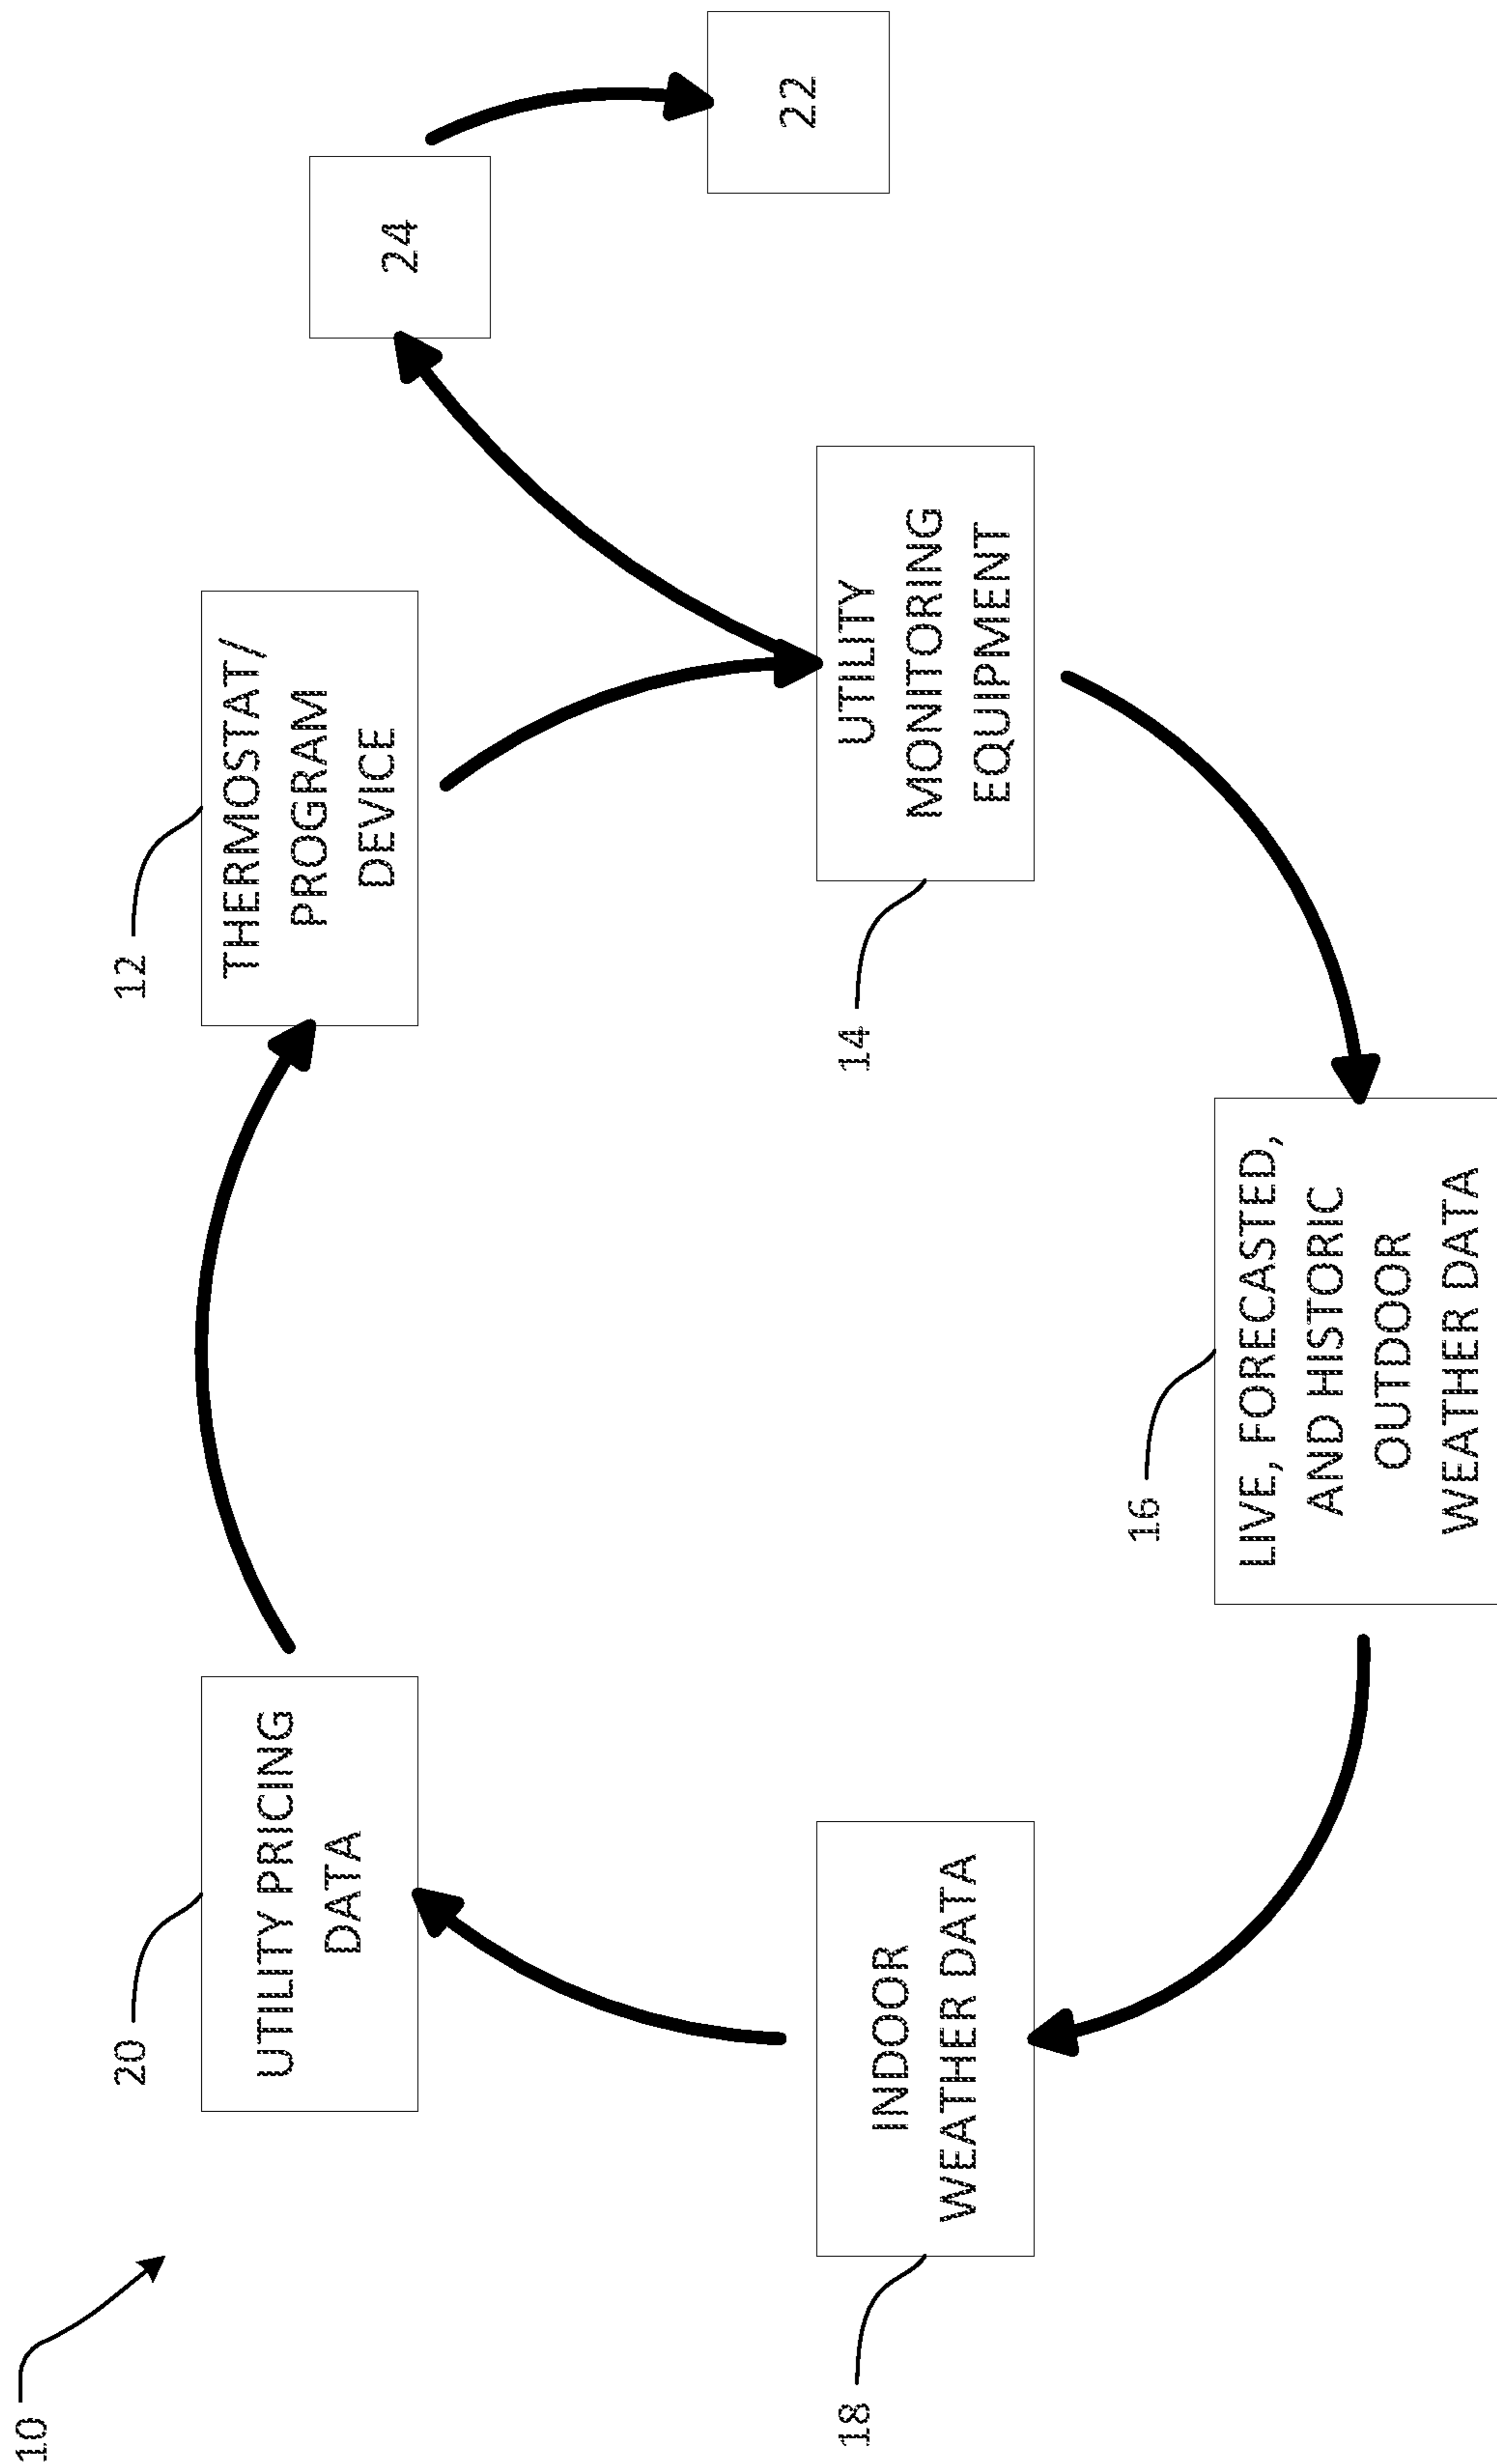 10
20
UTILITY PRICING
DATA
12
THERMOSTAT/
PROGRAM
DEVICE
24
22
18
INDOOR
WEATHER DATA
14
UTILITY
MONITORING
EQUIPMENT
16
LIVE, FORECASTED,
AND HISTORIC
OUTDOOR
WEATHER DATA